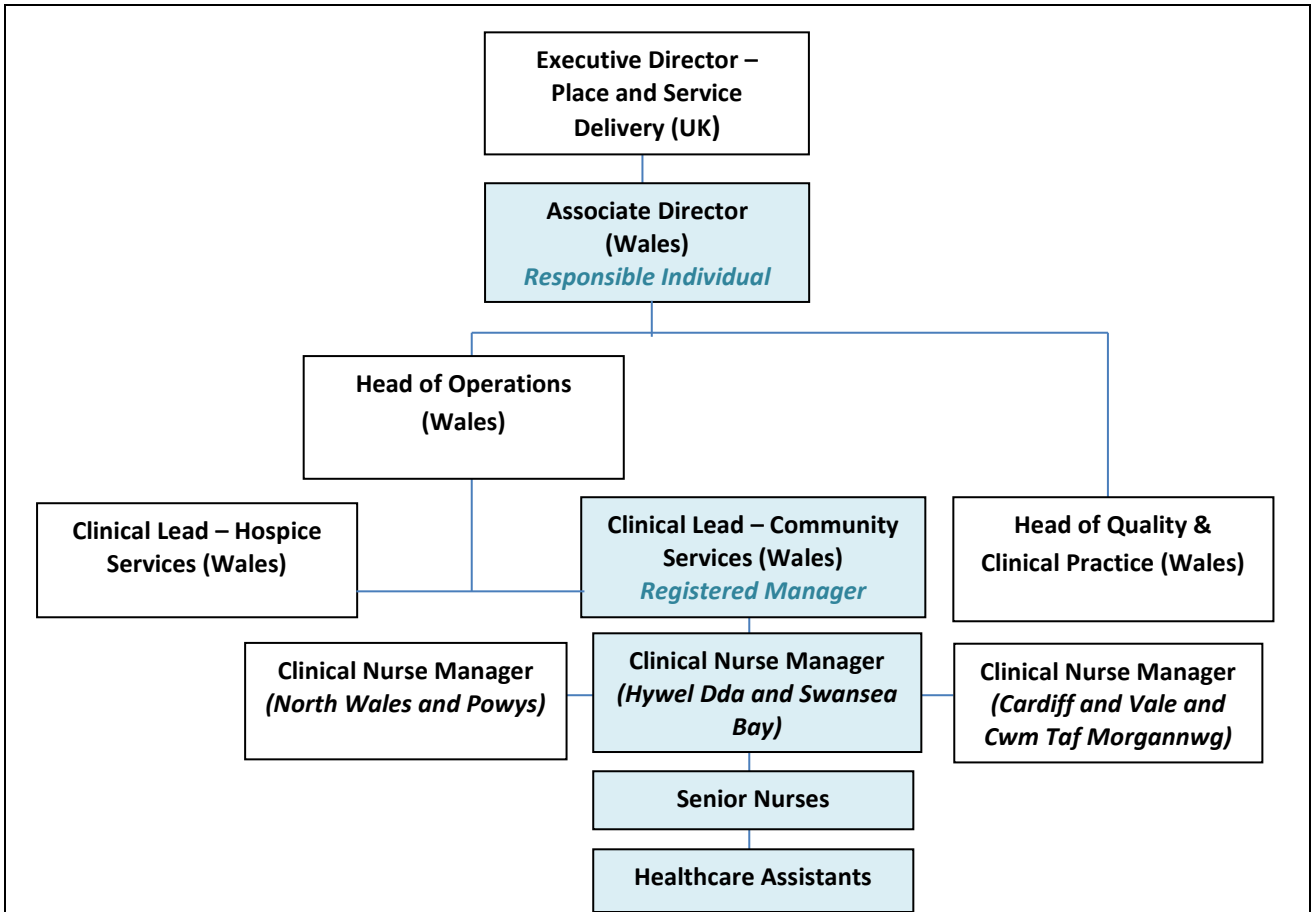 Executive Director –
Place and Service
Delivery (UK)
Associate Director
(Wales)
Responsible Individual
Head of Operations
(Wales)
Clinical Lead – Hospice
Services (Wales)
Clinical Lead – Community
Services (Wales)
Registered Manager
Head of Quality &
Clinical Practice (Wales)
Clinical Nurse Manager
(North Wales and Powys)
Clinical Nurse Manager
(Hywel Dda and Swansea
Bay)
Clinical Nurse Manager
(Cardiff and Vale and
Cwm Taf Morgannwg)
Senior Nurses
Healthcare Assistants